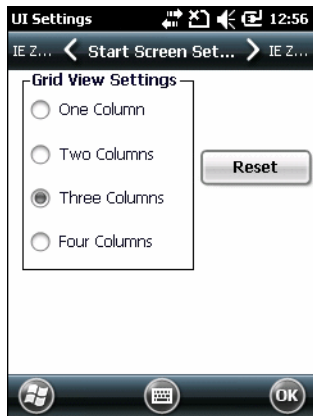 UI Settings 12:56
IE Z... Start Screen Set... IE Z...
Grid View Settings
One Column
Two Columns
Reset
Three Columns
Four Columns
OK